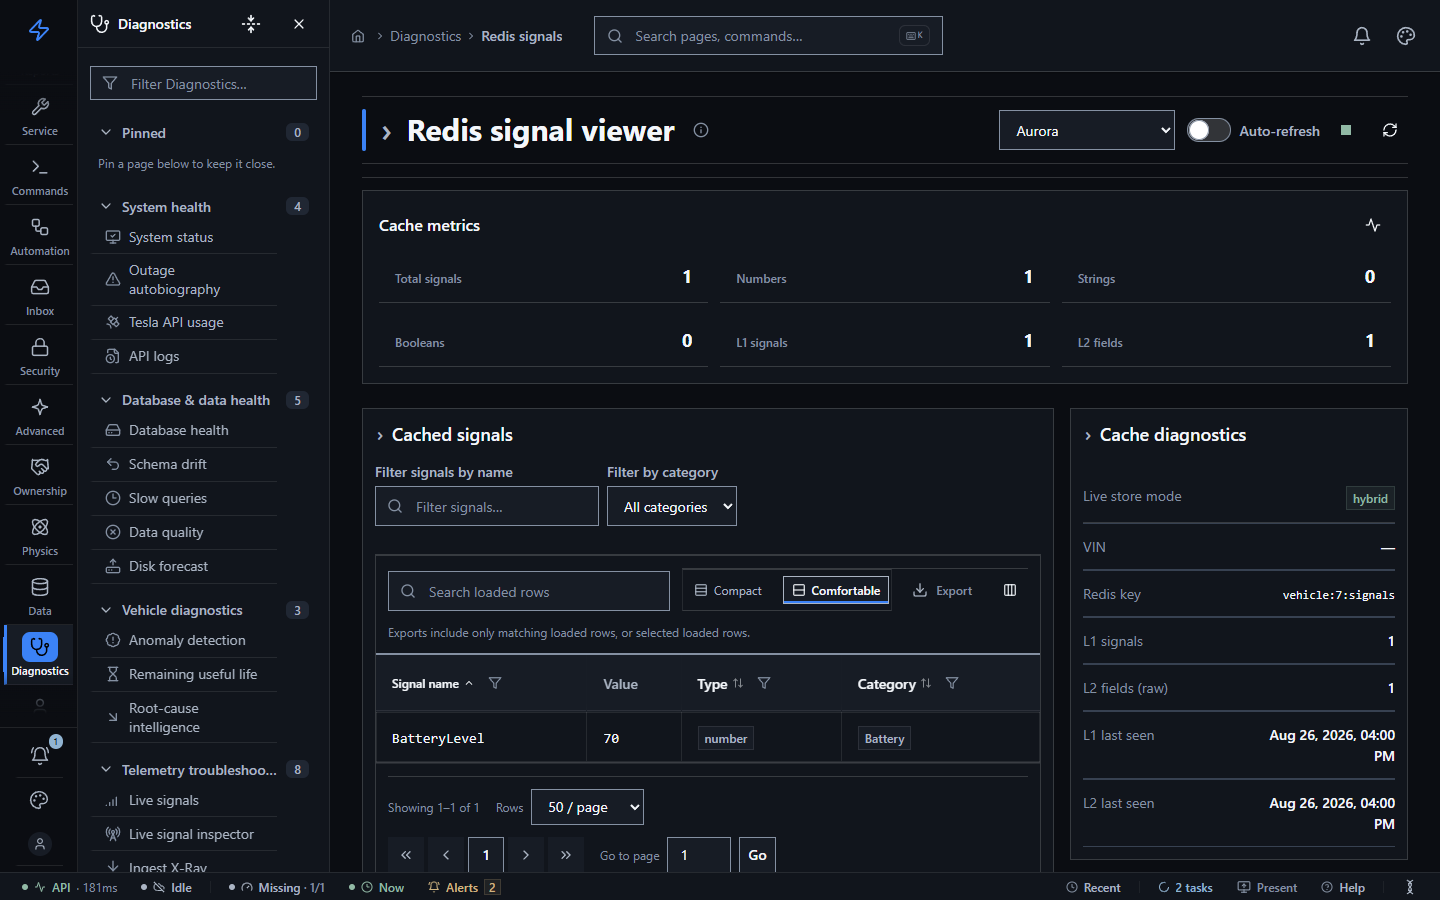 Diagnostics
Filter Diagnostics...
Service
Commands
Automation
Inbox
Security
Advanced
Ownership
Physics
Data
Diagnostics
1
Pinned 0
Pin a page below to keep it close.
System health 4
System status
Outage
autobiography
Tesla API usage
API logs
Database & data health 5
Database health
Schema drift
Slow queries
Data quality
Disk forecast
Vehicle diagnostics 3
Anomaly detection
Remaining useful life
Root-cause
intelligence
Telemetry troubleshoo... 8
Live signals
Live signal inspector
Ingest X-Ray
Diagnostics Redis signals
Search pages, commands... K
Redis signal viewer
Aurora
Auto-refresh
Cache metrics
Total signals 1 Numbers 1 Strings 0
Booleans 0 L1 signals 1 L2 fields 1
Cached signals
Filter signals by name Filter by category
Filter signals... All categories
Search loaded rows Compact Comfortable Export
Exports include only matching loaded rows, or selected loaded rows.
Signal name Value Type Category
BatteryLevel 70 number Battery
Showing 1–1 of 1 Rows 50 / page
1 Go to page 1 Go
Cache diagnostics
Live store mode hybrid
VIN —
Redis key vehicle:7:signals
L1 signals 1
L2 fields (raw) 1
L1 last seen Aug 26, 2026, 04:00
PM
L2 last seen Aug 26, 2026, 04:00
PM
API · 181ms Idle Missing · 1/1 Now Alerts 2 Recent 2 tasks Present Help